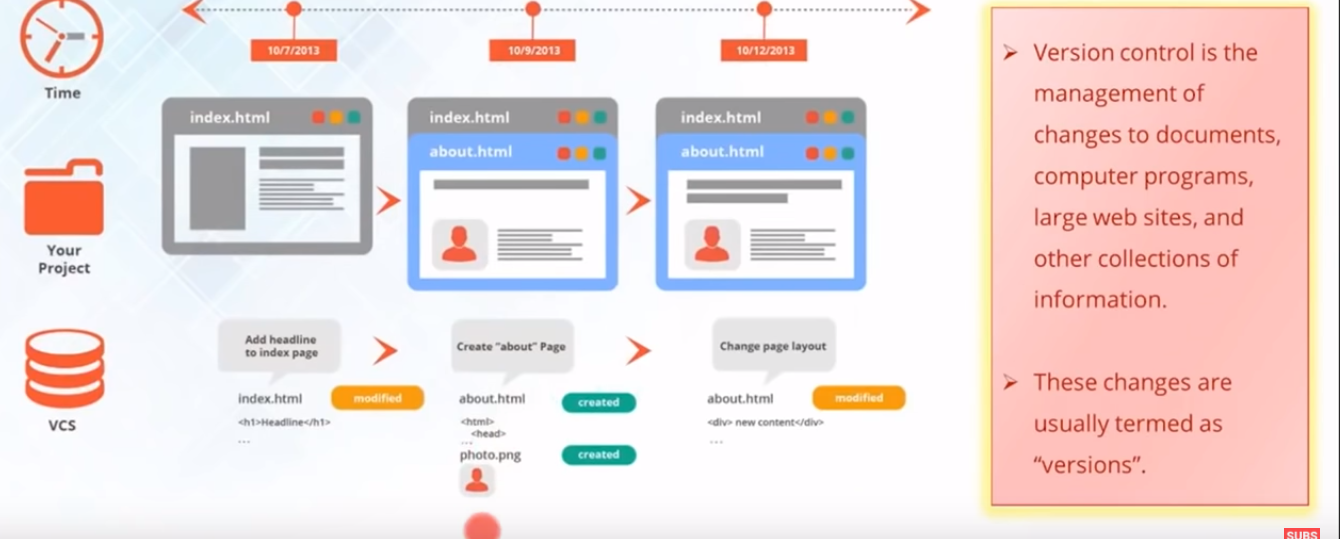 10/7/2013
10/9/2013
10/12/2013
Time
index.html
index.html
about.html
index.html
about.html
Your
Project
Add headline
to index page
Create "about" Page
Change page layout
VCS
index.html
modified
<h1>Headline</h1>
...
about.html
created
<html>
<head>
...
photo.png
created
about.html
modified
<div> new content</div>
...
Version control is the
management of
changes to documents,
computer programs,
large web sites, and
other collections of
information.
These changes are
usually termed as
“versions”.
SUBS